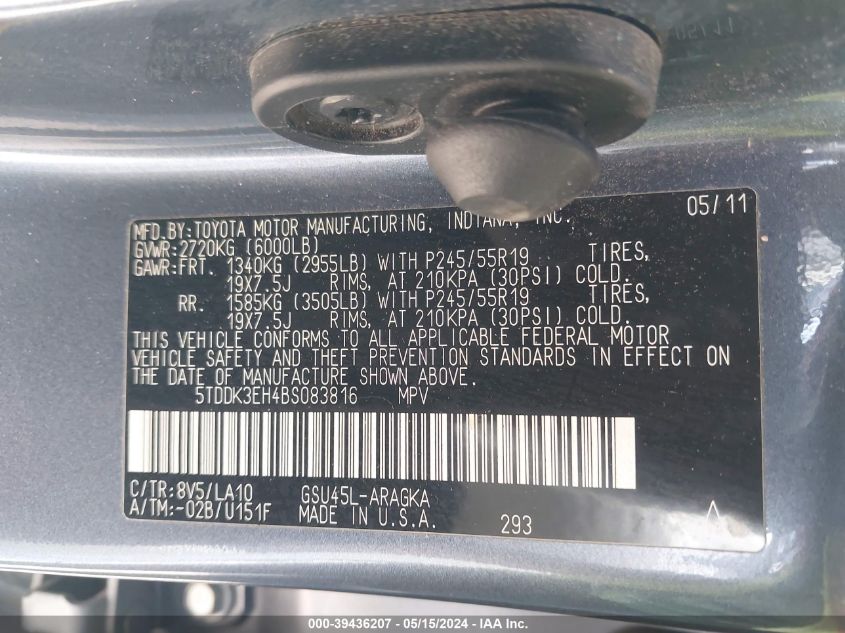 02/11
MFD. BY: TOYOTA MOTOR MANUFACTURING, INDIANA, INC. 05/11
GVWR: 2720KG (6000LB)
GAWR: FRT. 1340KG (2955LB) WITH P245/55R19 TIRES,
19X7.5J RIMS, AT 210KPA (30PSI) COLD.
RR. 1585KG (3505LB) WITH P245/55R19 TIRES,
19X7.5J RIMS, AT 210KPA (30PSI) COLD.
THIS VEHICLE CONFORMS TO ALL APPLICABLE FEDERAL MOTOR
VEHICLE SAFETY AND THEFT PREVENTION STANDARDS IN EFFECT ON
THE DATE OF MANUFACTURE SHOWN ABOVE.
5TDDK3EH4BS083816 MPV
C/TR: 8V5/LA10 GSU45L-ARAGKA
A/TM: -02B/U151F MADE IN U.S.A. 293
000-39436207 - 05/15/2024 - IAAI.com